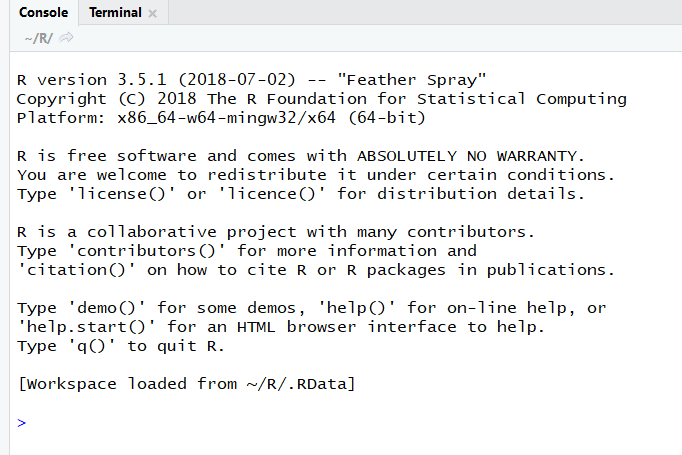 Console Terminal
~/R/
R version 3.5.1 (2018-07-02) -- "Feather Spray"
Copyright (C) 2018 The R Foundation for Statistical Computing
Platform: x86_64-w64-mingw32/x64 (64-bit)
R is free software and comes with ABSOLUTELY NO WARRANTY.
You are welcome to redistribute it under certain conditions.
Type 'license()' or 'licence()' for distribution details.
R is a collaborative project with many contributors.
Type 'contributors()' for more information and
'citation()' on how to cite R or R packages in publications.
Type 'demo()' for some demos, 'help()' for on-line help, or
'help.start()' for an HTML browser interface to help.
Type 'q()' to quit R.
[Workspace loaded from ~/R/.RData]
>